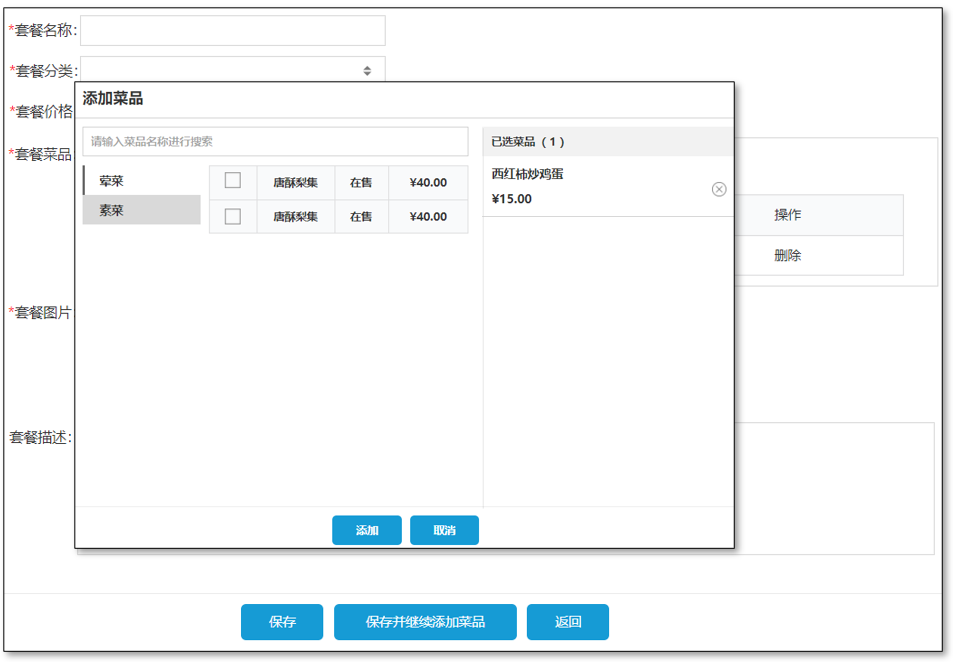 *套餐名称:
*套餐分类:
*套餐价格
*套餐菜品
添加菜品
请输入菜品名称进行搜索
已选菜品（1）
荤菜
素菜
唐酥梨集 在售 ¥40.00
唐酥梨集 在售 ¥40.00
西红柿炒鸡蛋
¥15.00
操作
删除
*套餐图片
套餐描述:
添加 取消
保存 保存并继续添加菜品 返回